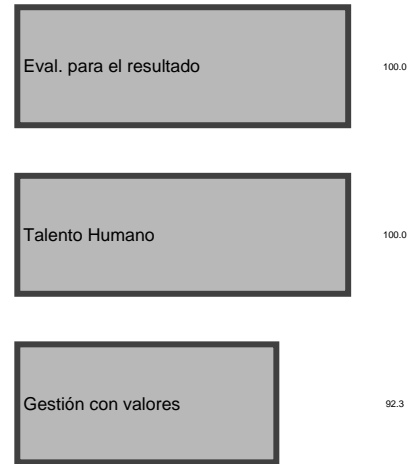 Eval. para el resultado 100.0
Talento Humano 100.0
Gestión con valores 92.3